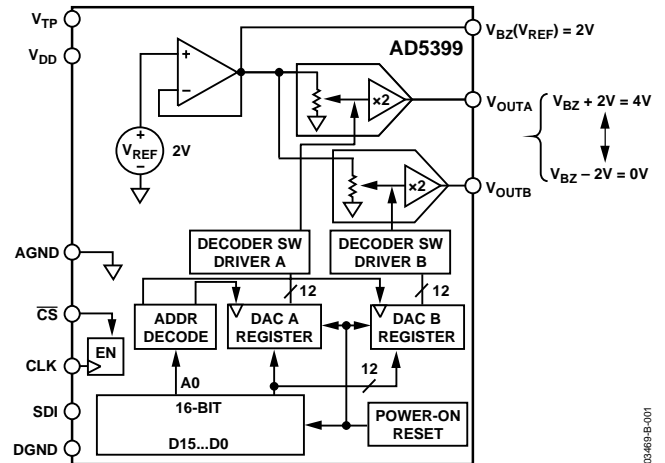 V_TP
V_DD
AD5399
V_BZ(V_REF) = 2V
+
−
×2
V_OUTA
V_BZ + 2V = 4V
V_BZ − 2V = 0V
+
V_REF
−
2V
×2
V_OUTB
AGND
DECODER SW
DRIVER A
DECODER SW
DRIVER B
12
12
CS
EN
CLK
ADDR
DECODE
DAC A
REGISTER
DAC B
REGISTER
A0
12
SDI
16-BIT
D15...D0
POWER-ON
RESET
DGND
03469-B-001